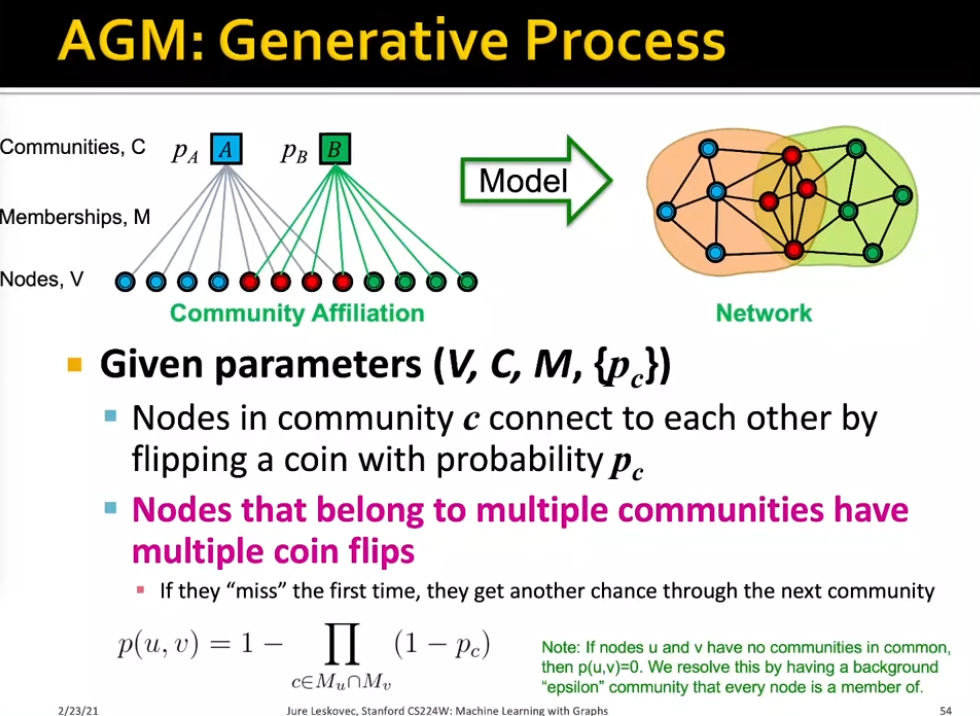 AGM: Generative Process
Communities, C p_A A p_B B
Model
Memberships, M
Nodes, V
Community Affiliation
Network
Given parameters (V, C, M, {p_c})
Nodes in community c connect to each other by
flipping a coin with probability p_c
Nodes that belong to multiple communities have
multiple coin flips
If they “miss” the first time, they get another chance through the next community
p(u, v) = 1 − ∏_{c∈M_u∩M_v} (1 − p_c)
Note: If nodes u and v have no communities in common,
then p(u,v)=0. We resolve this by having a background
“epsilon” community that every node is a member of.
2/23/21
Jure Leskovec, Stanford CS224W: Machine Learning with Graphs
54